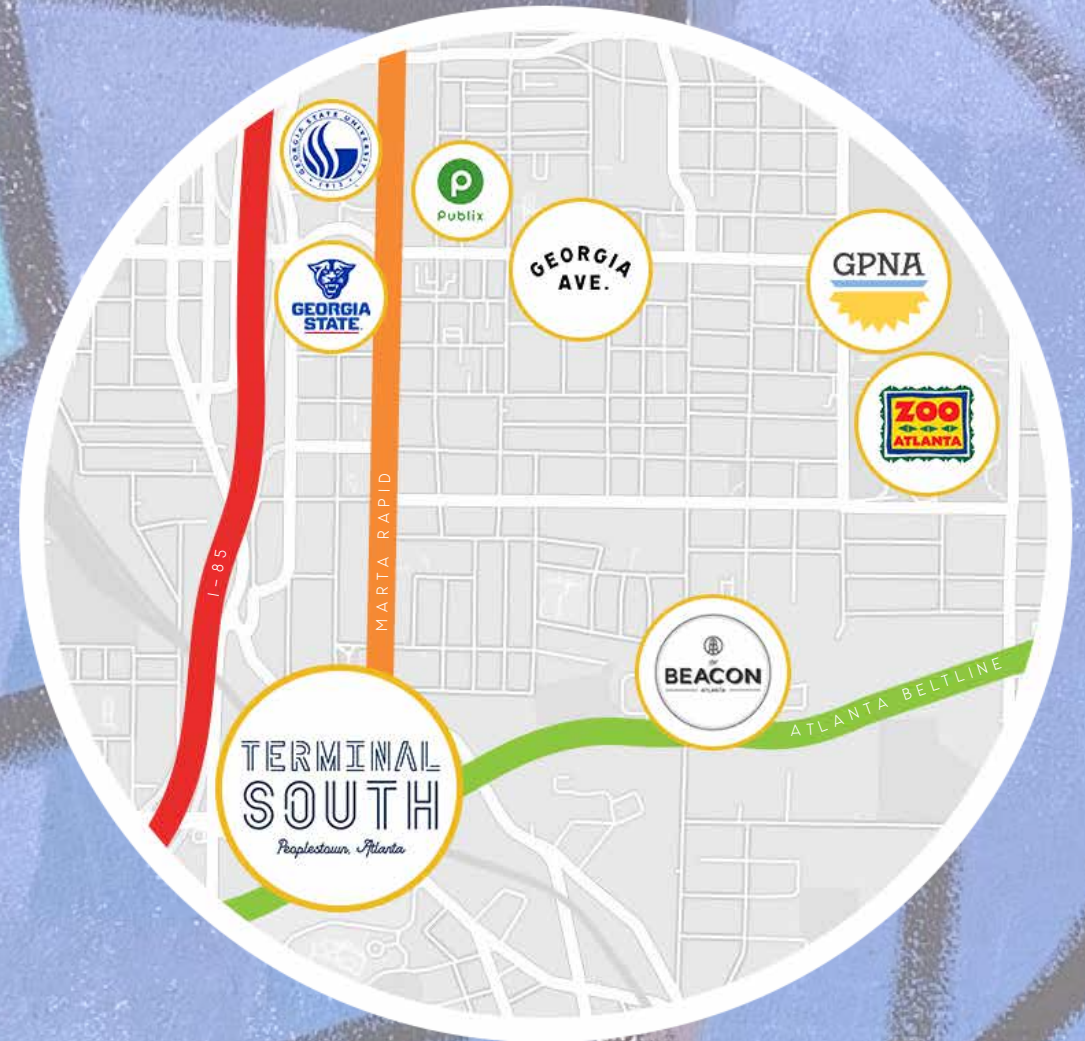 GEORGIA STATE UNIVERSITY
1913
Publix
GEORGIA
AVE.
GPNA
GEORGIA
STATE
ZOO
ATLANTA
I-85
MARTA RAPID
BEACON
ATLANTA
ATLANTA BELTLINE
TERMINAL
SOUTH
Peoplestown, Atlanta